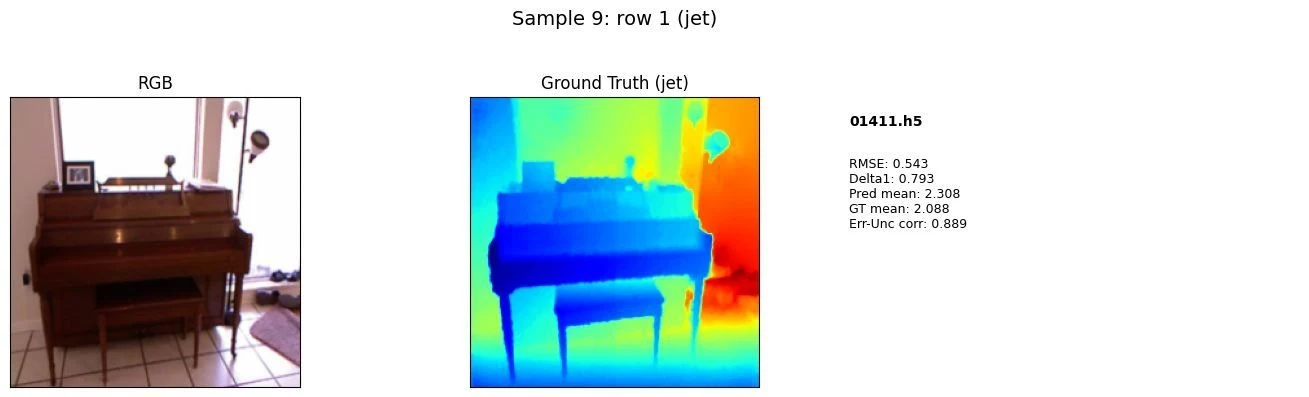 Sample 9: row 1 (jet)
RGB
Ground Truth (jet)
01411.h5
RMSE: 0.543
Delta1: 0.793
Pred mean: 2.308
GT mean: 2.088
Err-Unc corr: 0.889